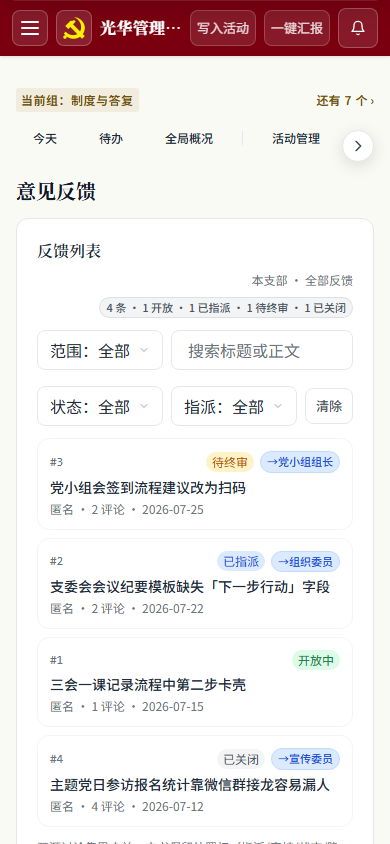 光华管理…
写入活动
一键汇报
当前组：制度与答复
还有 7 个 ›
今天
待办
全局概况
活动管理
意见反馈
反馈列表
本支部 · 全部反馈
4 条 · 1 开放 · 1 已指派 · 1 待终审 · 1 已关闭
范围：全部
搜索标题或正文
状态：全部
指派：全部
清除
#3
待终审
→党小组组长
党小组会签到流程建议改为扫码
匿名 · 2 评论 · 2026-07-25
#2
已指派
→组织委员
支委会会议纪要模板缺失「下一步行动」字段
匿名 · 2 评论 · 2026-07-22
#1
开放中
三会一课记录流程中第二步卡壳
匿名 · 1 评论 · 2026-07-15
#4
已关闭
→宣传委员
主题党日参访报名统计靠微信群接龙容易漏人
匿名 · 4 评论 · 2026-07-12